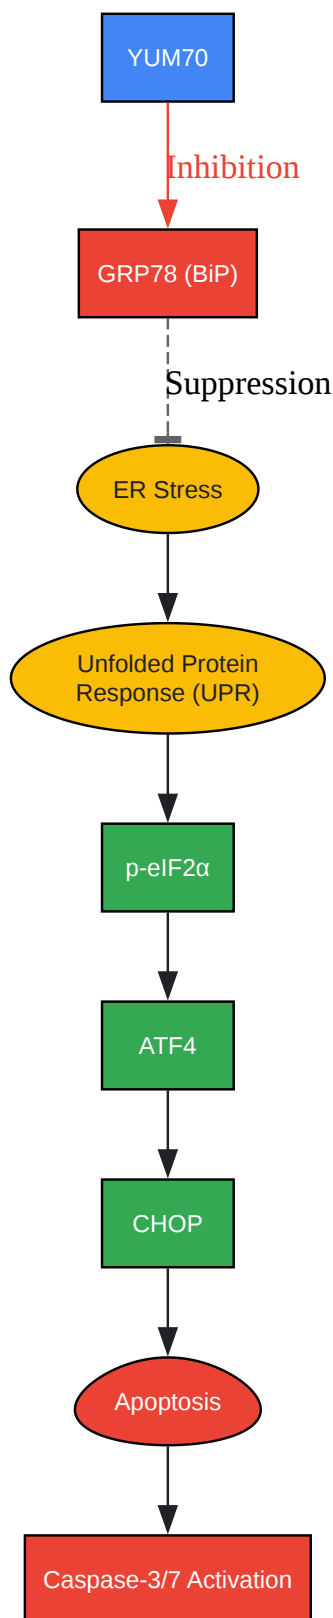 YUM70
Inhibition
GRP78 (BiP)
Suppression
ER Stress
Unfolded Protein
Response (UPR)
p-eIF2α
ATF4
CHOP
Apoptosis
Caspase-3/7 Activation